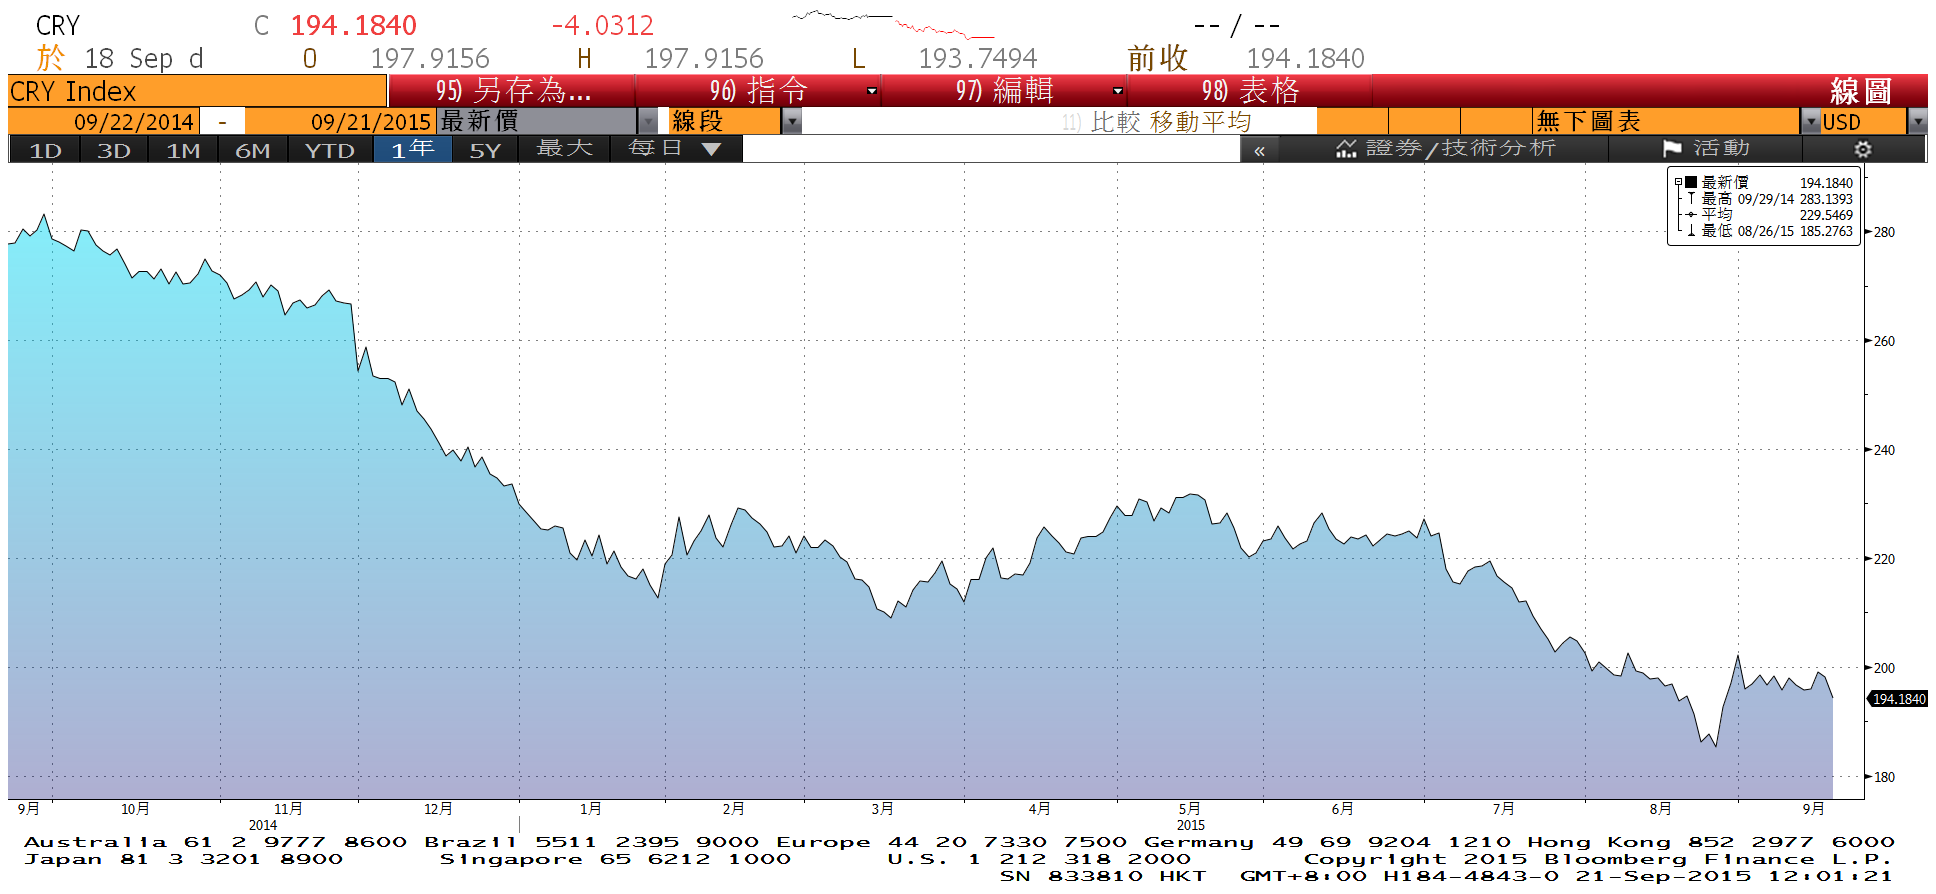 CRY C 194.1840 -4.0312 -- / --
於 18 Sep d O 197.9156 H 197.9156 L 193.7494 前收 194.1840
CRY Index 95) 另存為... 96) 指令 97) 編輯 98) 表格 線圖
09/22/2014 - 09/21/2015 最新價 線段 11) 比較 移動平均 無下圖表 USD
1D 3D 1M 6M YTD 1年 5Y 最大 每日 ▼ « 證券/技術分析 活動
最新價 194.1840
最高 09/29/14 283.1393
平均 229.5469
最低 08/26/15 185.2763
280
260
240
220
200
194.1840
180
9月 10月 11月 12月 1月 2月 3月 4月 5月 6月 7月 8月 9月
2014 2015
Australia 61 2 9777 8600 Brazil 5511 2395 9000 Europe 44 20 7330 7500 Germany 49 69 9204 1210 Hong Kong 852 2977 6000
Japan 81 3 3201 8900 Singapore 65 6212 1000 U.S. 1 212 318 2000 Copyright 2015 Bloomberg Finance L.P.
SN 833810 HKT GMT+8:00 H184-4843-0 21-Sep-2015 12:01:21